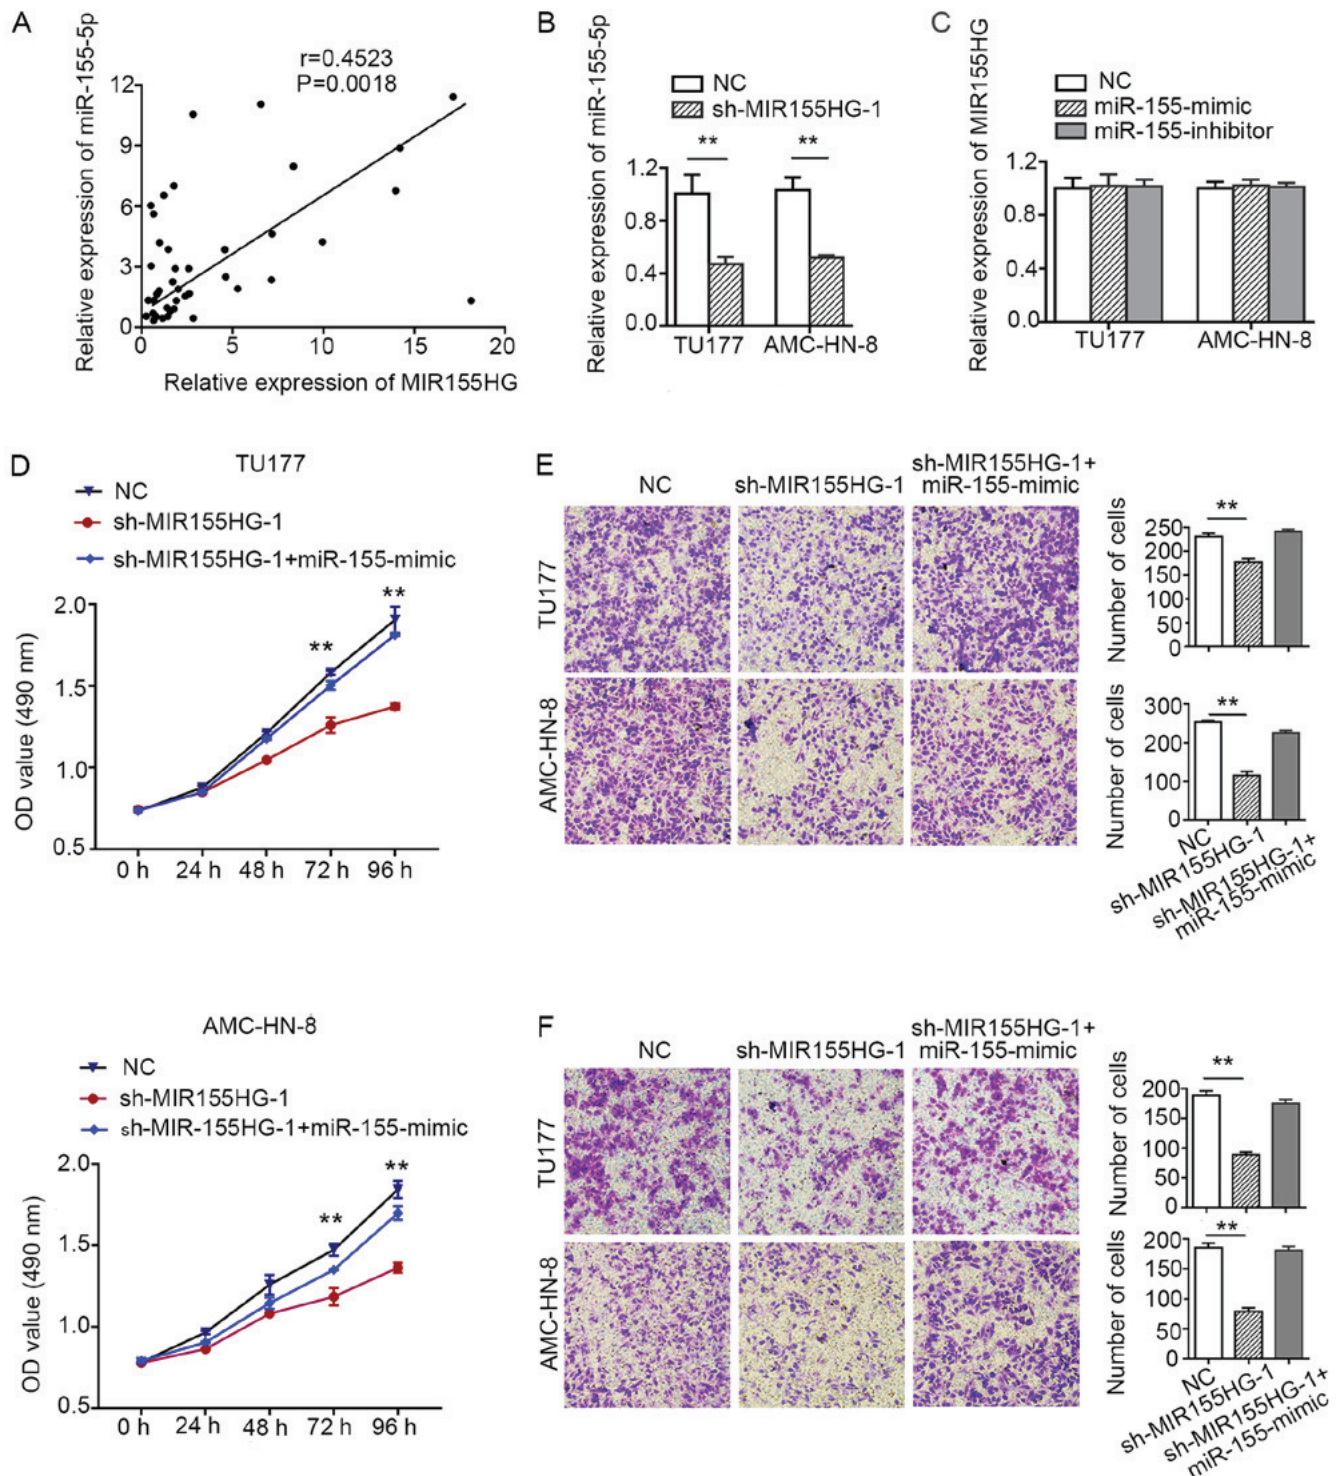 A
Relative expression of miR-155-5p
r=0.4523
P=0.0018
12
9
6
3
0
0
5
10
15
20
Relative expression of MIR155HG
B
Relative expression of miR-155-5p
NC
sh-MIR155HG-1
**
**
1.2
0.8
0.4
0.0
TU177
AMC-HN-8
C
Relative expression of MIR155HG
NC
miR-155-mimic
miR-155-inhibitor
1.2
0.8
0.4
0.0
TU177
AMC-HN-8
D
TU177
NC
sh-MIR155HG-1
sh-MIR155HG-1+miR-155-mimic
OD value (490 nm)
2.0
1.5
1.0
0.5
**
**
0 h
24 h
48 h
72 h
96 h
AMC-HN-8
NC
sh-MIR155HG-1
sh-MIR-155HG-1+miR-155-mimic
OD value (490 nm)
2.0
1.5
1.0
0.5
**
**
0 h
24 h
48 h
72 h
96 h
E
NC
sh-MIR155HG-1
sh-MIR155HG-1+
miR-155-mimic
TU177
AMC-HN-8
Number of cells
250
200
150
100
50
0
**
Number of cells
300
200
100
0
**
NC
sh-MIR155HG-1
sh-MIR155HG-1+
miR-155-mimic
F
NC
sh-MIR155HG-1
sh-MIR155HG-1+
miR-155-mimic
TU177
AMC-HN-8
Number of cells
200
150
100
50
0
**
Number of cells
200
150
100
50
0
**
NC
sh-MIR155HG-1
sh-MIR155HG-1+
miR-155-mimic